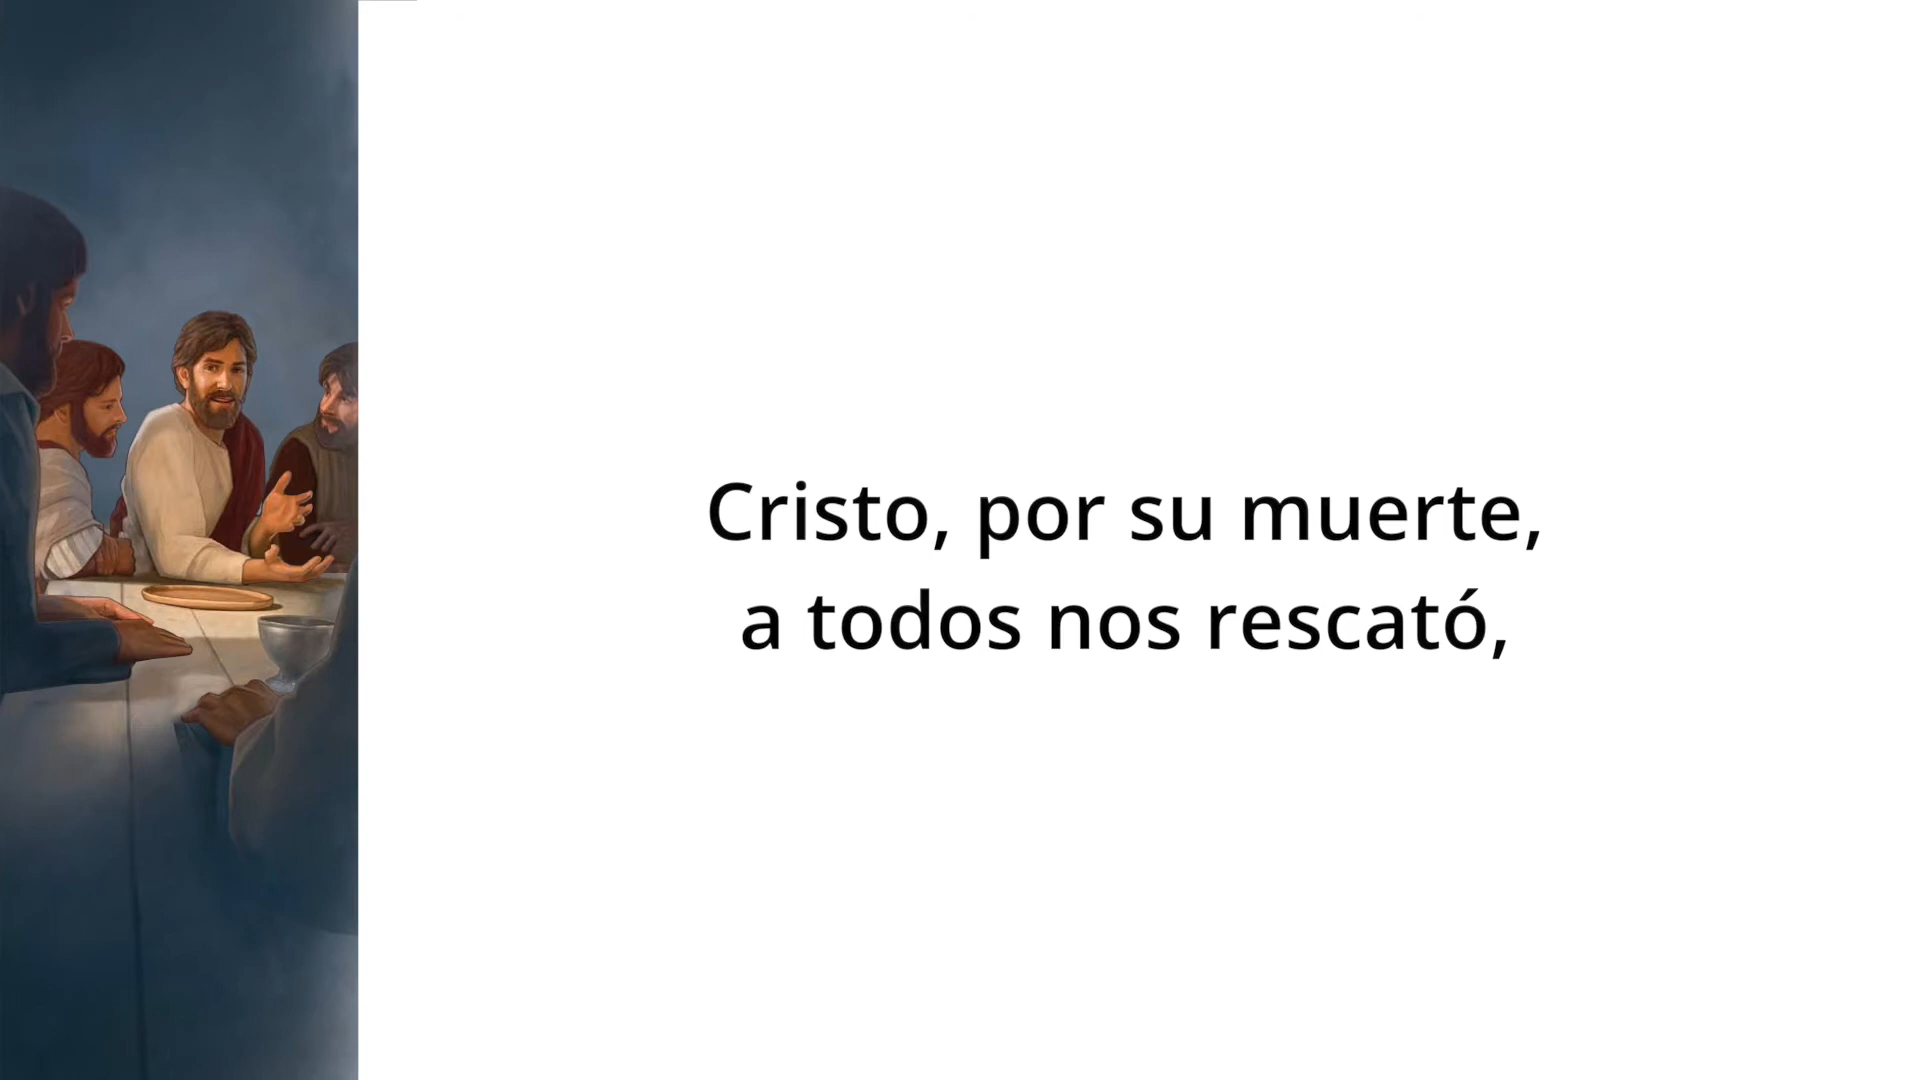 Cristo, por su muerte,
a todos nos rescató,